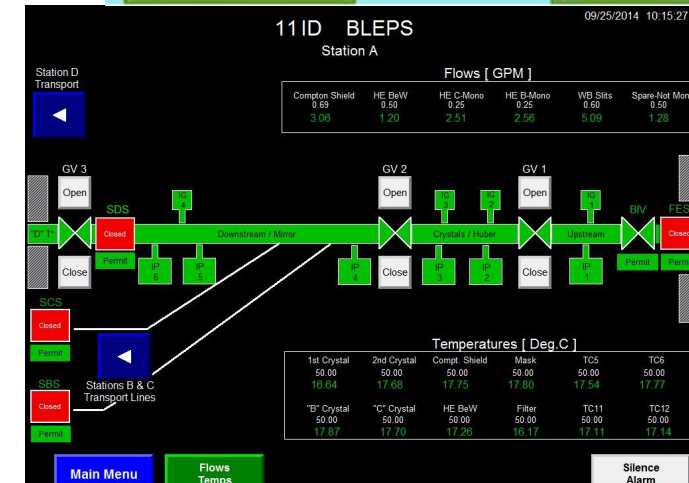 11ID BLEPS
09/25/2014 10:15:27
Station A
Station D
Transport
Flows [ GPM ]
Compton Shield HE BeW HE C-Mono HE B-Mono WB Slits Spare-Not Mon
0.69 0.50 0.25 0.25 0.60 0.50
3.06 1.20 2.51 2.56 5.09 1.28
GV 3 GV 2 GV 1
Open Open Open
IG
4
IG
3
IG
2
IG
1
SDS BIV FES
"D" T* Closed Downstream / Mirror Crystals / Huber Upstream Closed
Permit Permit Perm
Close Close Close
IP
6
IP
5
IP
4
IP
3
IP
2
IP
1
SCS
Closed
Permit
SBS
Closed
Permit
Stations B & C
Transport Lines
Temperatures [ Deg.C ]
1st Crystal 2nd Crystal Compt. Shield Mask TC5 TC6
50.00 50.00 50.00 50.00 50.00 50.00
16.64 17.68 17.75 17.80 17.54 17.77
"B" Crystal "C" Crystal HE BeW Filter TC11 TC12
50.00 50.00 50.00 50.00 50.00 50.00
17.87 17.70 17.26 16.17 17.11 17.14
Main Menu
Flows
Temps
Silence
Alarm